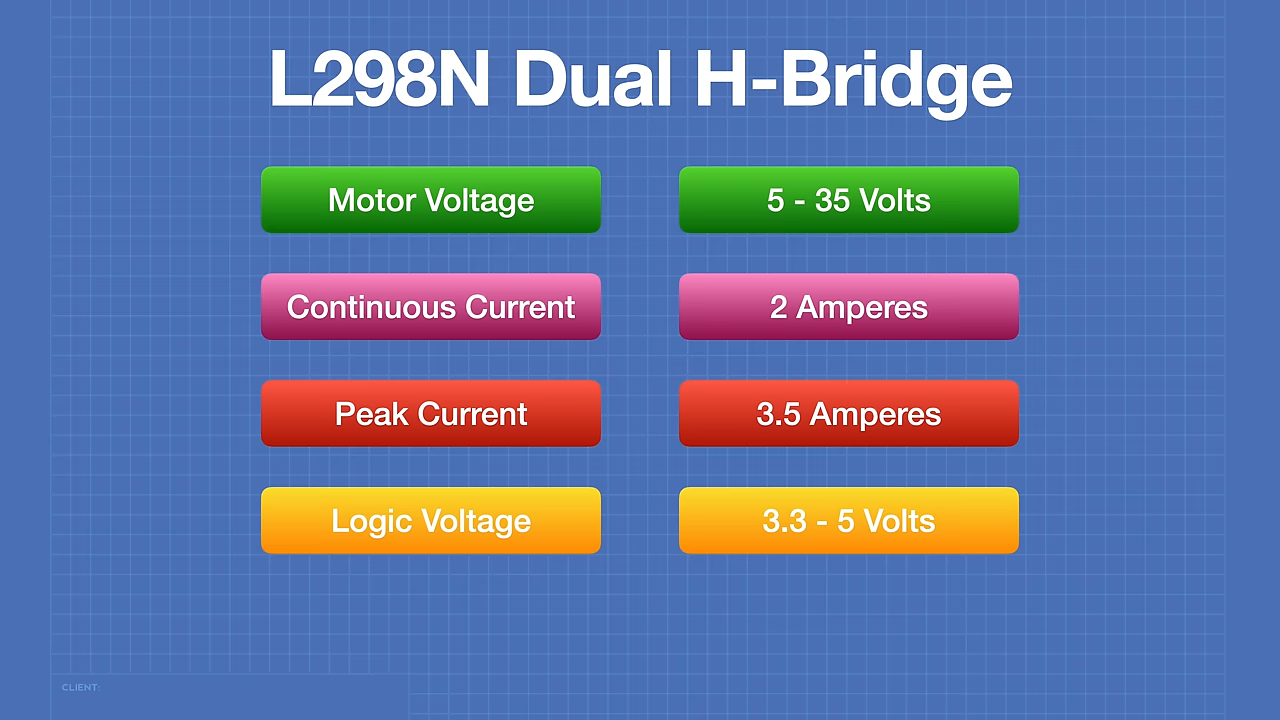 L298N Dual H-Bridge
Motor Voltage
5 - 35 Volts
Continuous Current
2 Amperes
Peak Current
3.5 Amperes
Logic Voltage
3.3 - 5 Volts
CLIENT: